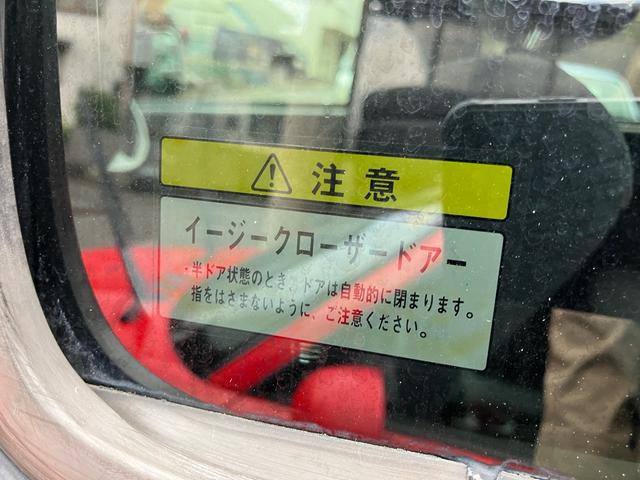 ⚠ 注意
イージークローザードアー
・半ドア状態のとき、ドアは自動的に閉まります。
指をはさまないように、ご注意ください。